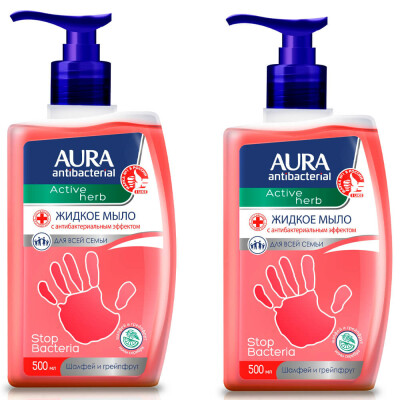 AURA
antibacterial
Active
herb
ЖИДКОЕ МЫЛО
с антибактериальным эффектом
ДЛЯ ВСЕЙ СЕМЬИ
Stop
Bacteria
500 мл
Шалфей и грейпфрут
AURA
antibacterial
Active
herb
ЖИДКОЕ МЫЛО
с антибактериальным эффектом
ДЛЯ ВСЕЙ СЕМЬИ
Stop
Bacteria
500 мл
Шалфей и грейпфрут